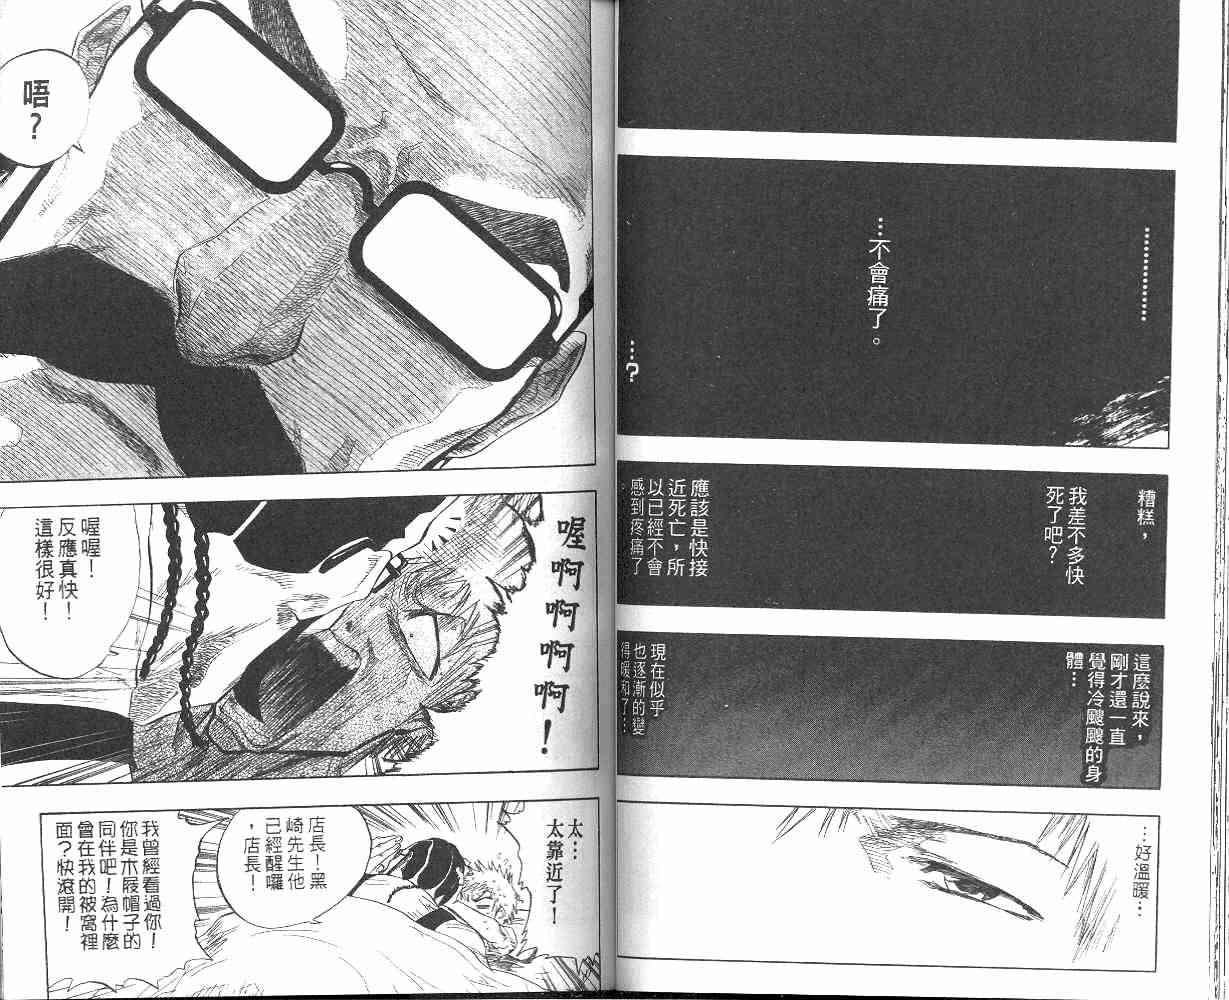 …………
…不會痛了。
…?
糟糕，
我差不多快
死了吧?
應該是快接
近死亡，所
以已經不會
感到疼痛了
。
這麼說來，
剛才還一直
覺得冷颼颼的身
體…
現在似乎
也逐漸的變
得暖和了…
…好溫暖…
唔?
喔啊啊啊啊!
喔喔!
反應真快!
這樣很好!
太…
太靠近了!
店長!黑
崎先生他
已經醒囉
，店長!
我曾經看過你!
你是木屐帽子的
同伴吧!為什麼
會在我的被窩裡
面?快滾開!